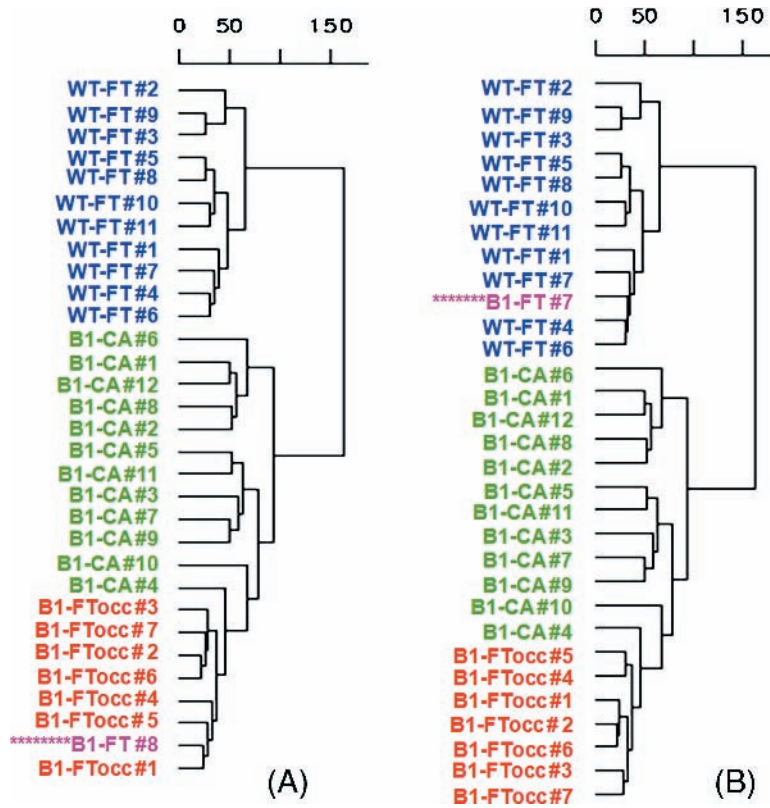 0 50 150
WT-FT#2
WT-FT#9
WT-FT#3
WT-FT#5
WT-FT#8
WT-FT#10
WT-FT#11
WT-FT#1
WT-FT#7
WT-FT#4
WT-FT#6
B1-CA#6
B1-CA#1
B1-CA#12
B1-CA#8
B1-CA#2
B1-CA#5
B1-CA#11
B1-CA#3
B1-CA#7
B1-CA#9
B1-CA#10
B1-CA#4
B1-FTocc#3
B1-FTocc#7
B1-FTocc#2
B1-FTocc#6
B1-FTocc#4
B1-FTocc#5
********B1-FT#8
B1-FTocc#1
(A)
0 50 150
WT-FT#2
WT-FT#9
WT-FT#3
WT-FT#5
WT-FT#8
WT-FT#10
WT-FT#11
WT-FT#1
WT-FT#7
*******B1-FT#7
WT-FT#4
WT-FT#6
B1-CA#6
B1-CA#1
B1-CA#12
B1-CA#8
B1-CA#2
B1-CA#5
B1-CA#11
B1-CA#3
B1-CA#7
B1-CA#9
B1-CA#10
B1-CA#4
B1-FTocc#5
B1-FTocc#4
B1-FTocc#1
B1-FTocc#2
B1-FTocc#6
B1-FTocc#3
B1-FTocc#7
(B)